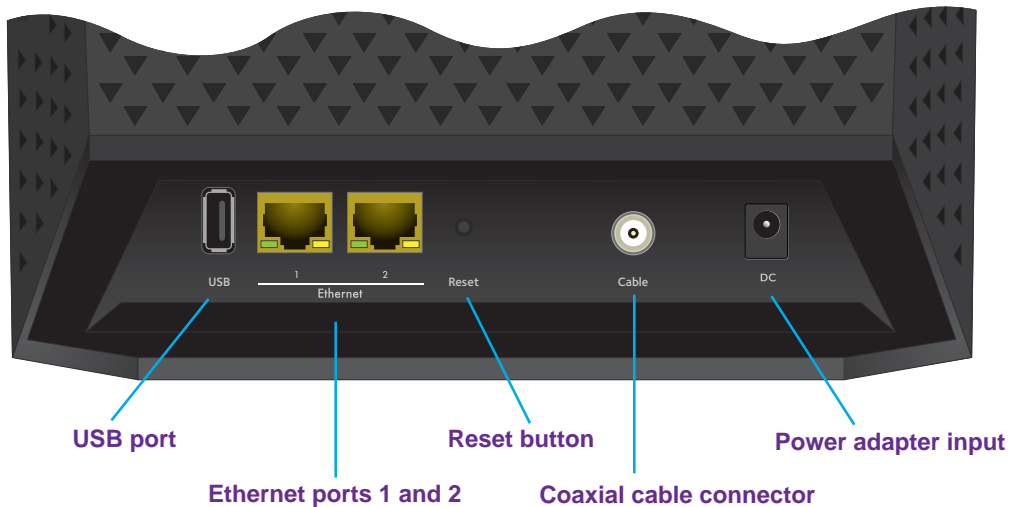 1 2
USB Reset Cable DC
Ethernet
USB port
Reset button
Power adapter input
Ethernet ports 1 and 2
Coaxial cable connector